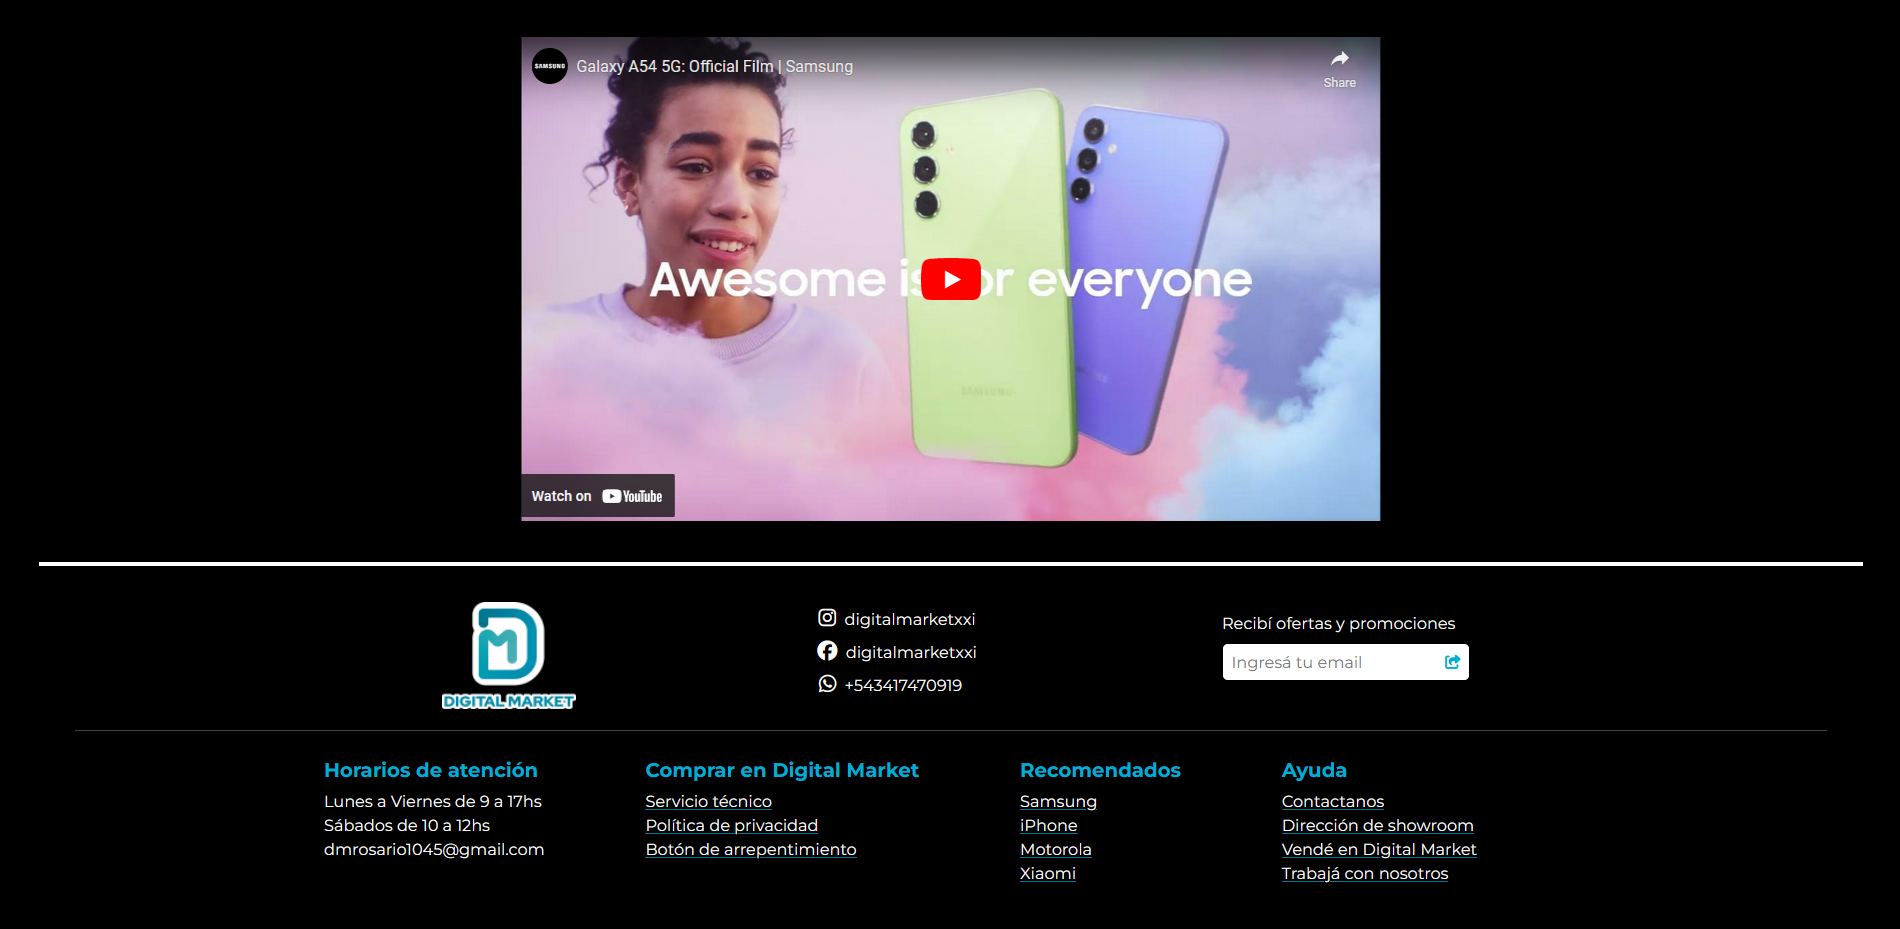 SAMSUNG
Galaxy A54 5G: Official Film | Samsung
Share
Awesome is for everyone
SAMSUNG
Watch on YouTube
DM
DIGITAL MARKET
digitalmarketxxi
digitalmarketxxi
+543417470919
Recibí ofertas y promociones
Ingresá tu email
Horarios de atención
Lunes a Viernes de 9 a 17hs
Sábados de 10 a 12hs
dmrosario1045@gmail.com
Comprar en Digital Market
Servicio técnico
Política de privacidad
Botón de arrepentimiento
Recomendados
Samsung
iPhone
Motorola
Xiaomi
Ayuda
Contactanos
Dirección de showroom
Vendé en Digital Market
Trabajá con nosotros